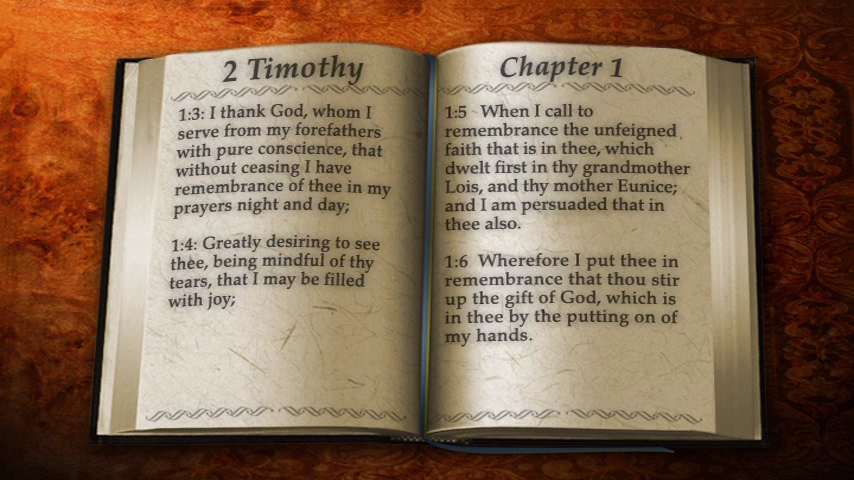 2 Timothy
1:3: I thank God, whom I
serve from my forefathers
with pure conscience, that
without ceasing I have
remembrance of thee in my
prayers night and day;
1:4: Greatly desiring to see
thee, being mindful of thy
tears, that I may be filled
with joy;
Chapter 1
1:5 When I call to
remembrance the unfeigned
faith that is in thee, which
dwelt first in thy grandmother
Lois, and thy mother Eunice;
and I am persuaded that in
thee also.
1:6 Wherefore I put thee in
remembrance that thou stir
up the gift of God, which is
in thee by the putting on of
my hands.